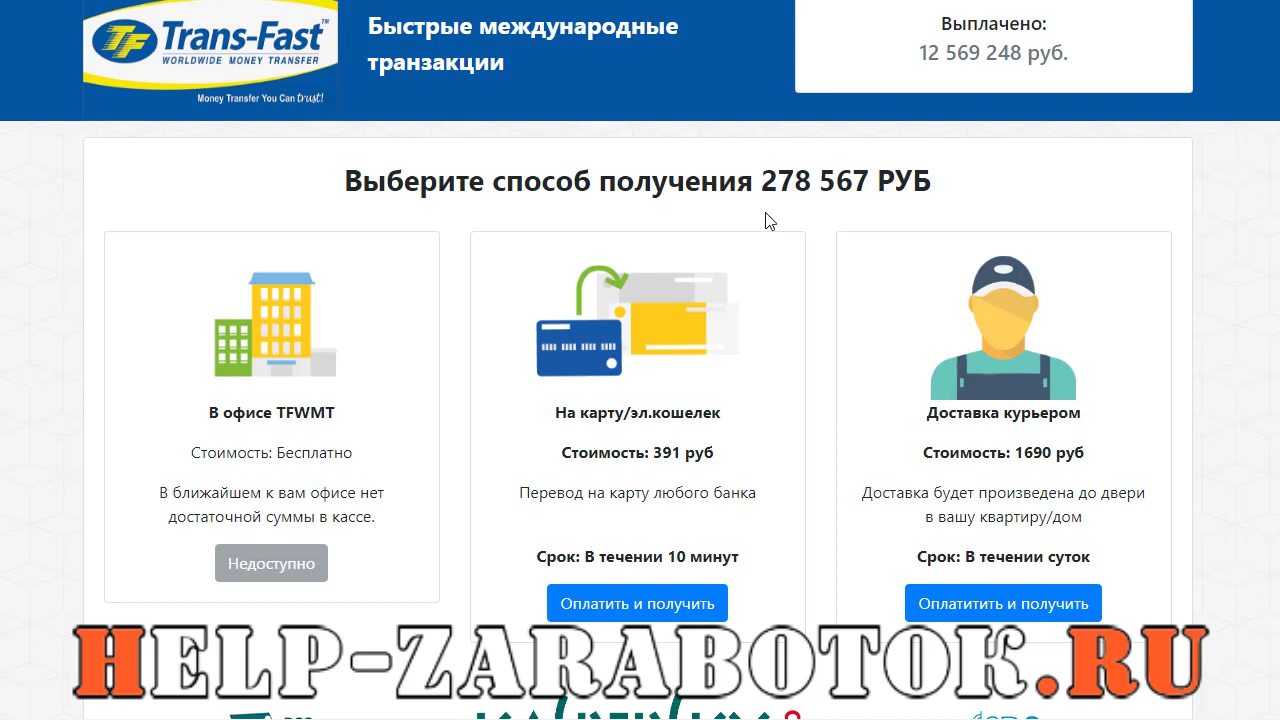 Trans-Fast™
WORLDWIDE MONEY TRANSFER
Money Transfer You Can trust!
Быстрые международные
транзакции
Выплачено:
12 569 248 руб.
Выберите способ получения 278 567 РУБ
В офисе TFWMT
Стоимость: Бесплатно
В ближайшем к вам офисе нет
достаточной суммы в кассе.
Недоступно
На карту/эл.кошелек
Стоимость: 391 руб
Перевод на карту любого банка
Срок: В течении 10 минут
Оплатить и получить
Доставка курьером
Стоимость: 1690 руб
Доставка будет произведена до двери
в вашу квартиру/дом
Срок: В течении суток
Оплатитить и получить
HELP-ZARABOTOK.RU